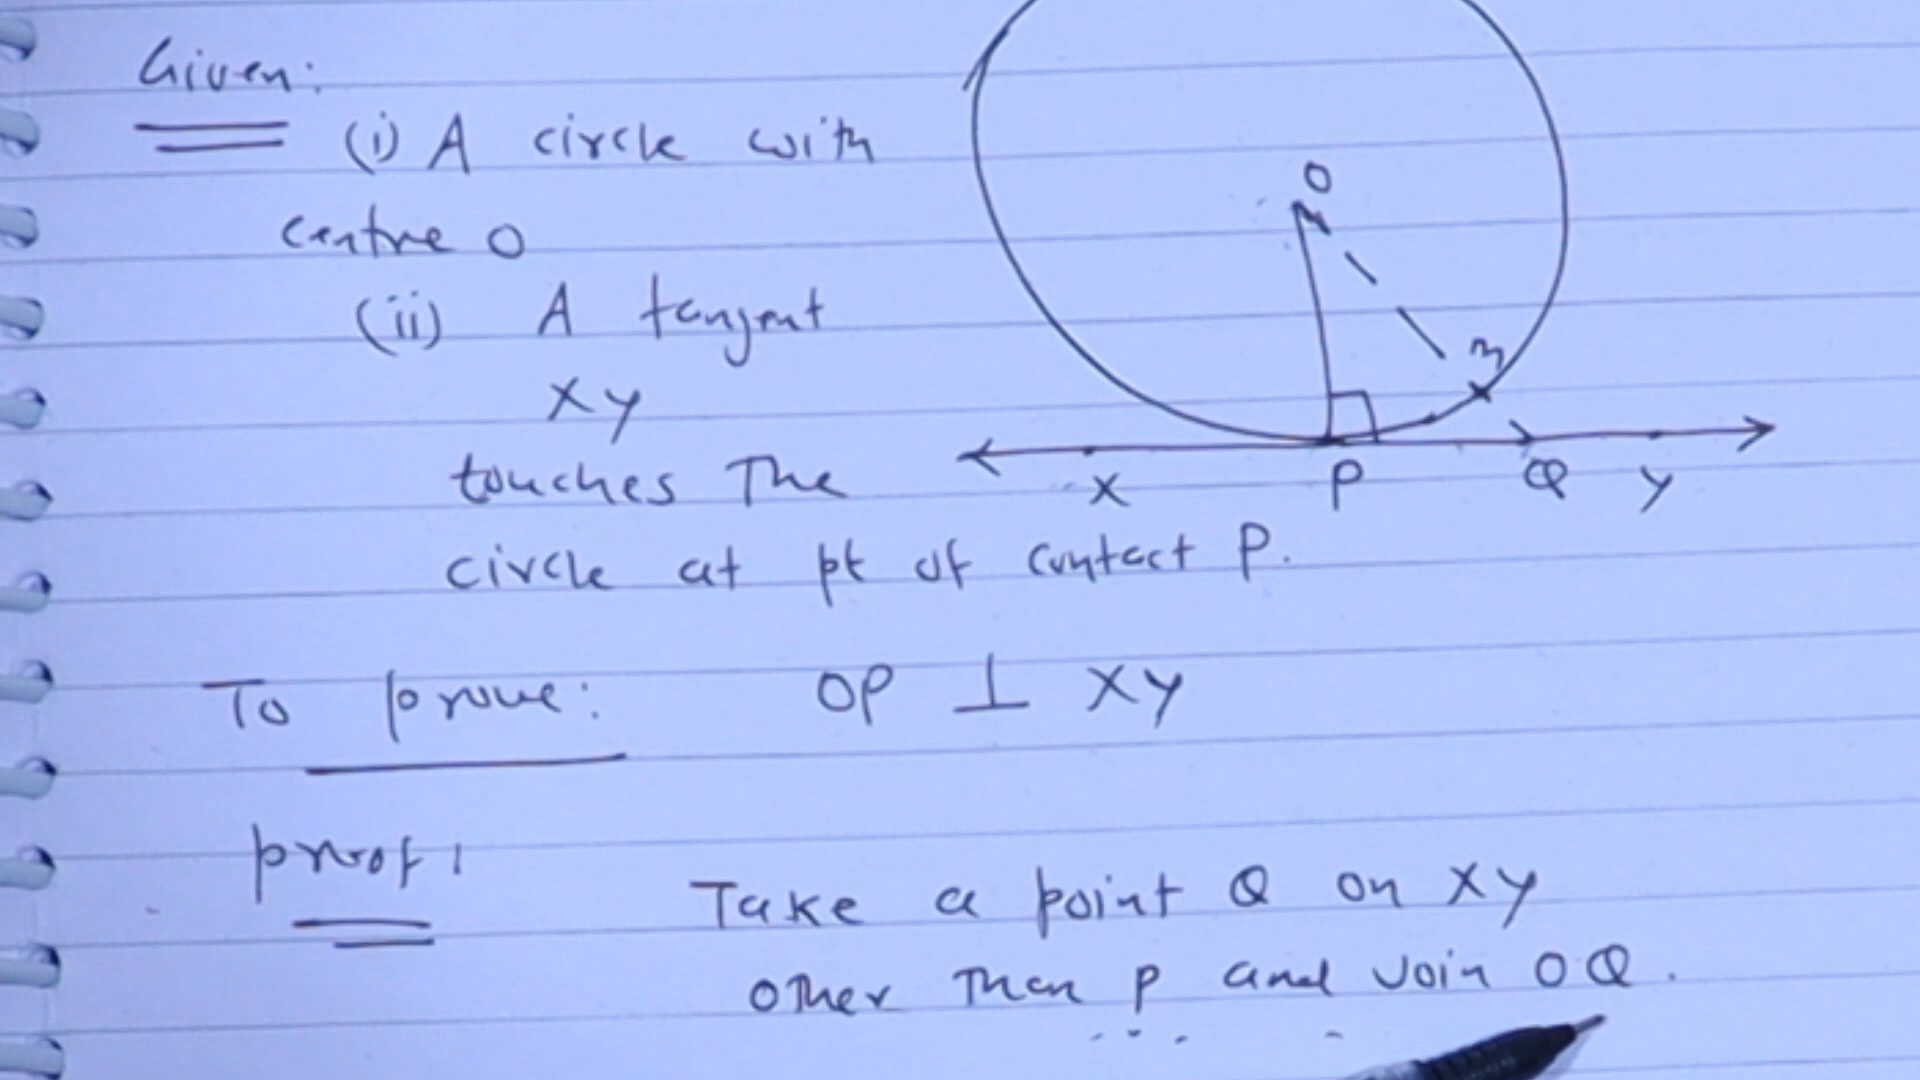 Given:
(i) A circle with
centre O
(ii) A tangent
XY
touches The
circle at pt of contact P.
O
M
X P Q Y
To prove: OP ⊥ XY
proof:
Take a point Q on XY
other Then P and Join OQ.